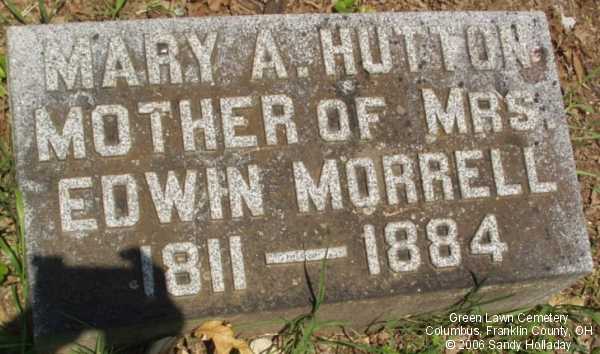 MARY A. HUTTON
MOTHER OF MRS.
EDWIN MORRELL
1811 — 1884
Green Lawn Cemetery
Columbus, Franklin County, OH
© 2006 Sandy Holladay